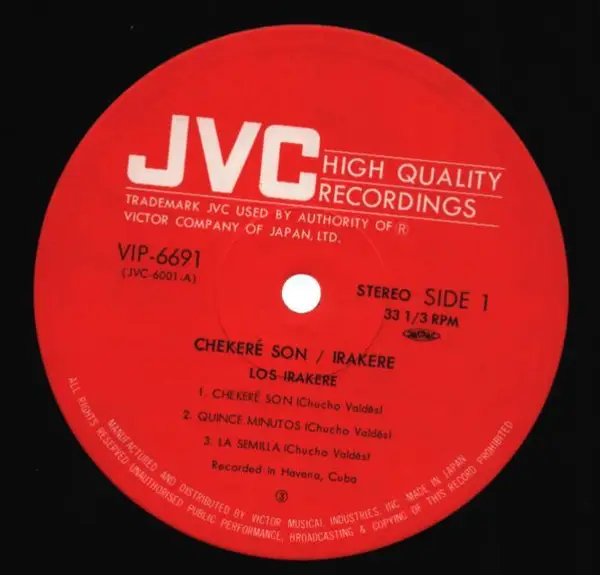 JVC
HIGH QUALITY
RECORDINGS
TRADEMARK JVC USED BY AUTHORITY OF Ⓡ
VICTOR COMPANY OF JAPAN, LTD.
VIP-6691
(JVC-6001-A)
STEREO SIDE 1
33 1/3 RPM
CHEKERÉ SON / IRAKERE
LOS IRAKERE
1. CHEKERÉ SON (Chucho Valdés)
2. QUINCE MINUTOS (Chucho Valdés)
3. LA SEMILLA (Chucho Valdés)
Recorded in Havana, Cuba
MANUFACTURED AND DISTRIBUTED BY VICTOR MUSICAL INDUSTRIES, INC. MADE IN JAPAN
ALL RIGHTS RESERVED UNAUTHORISED PUBLIC PERFORMANCE, BROADCASTING & COPYING OF THIS RECORD PROHIBITED